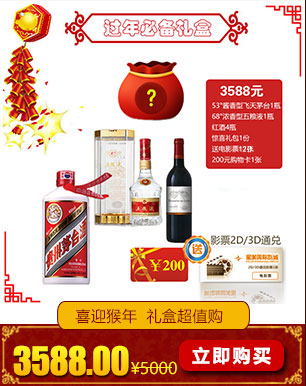 过年必备礼盒
?
3588元
53°酱香型飞天茅台1瓶
68°浓香型五粮液1瓶
红酒4瓶
惊喜礼包1份
送电影票12张
200元购物卡1张
影票2D/3D通兑
送
¥200
喜迎猴年 礼盒超值购
3588.00
¥5000
立即购买